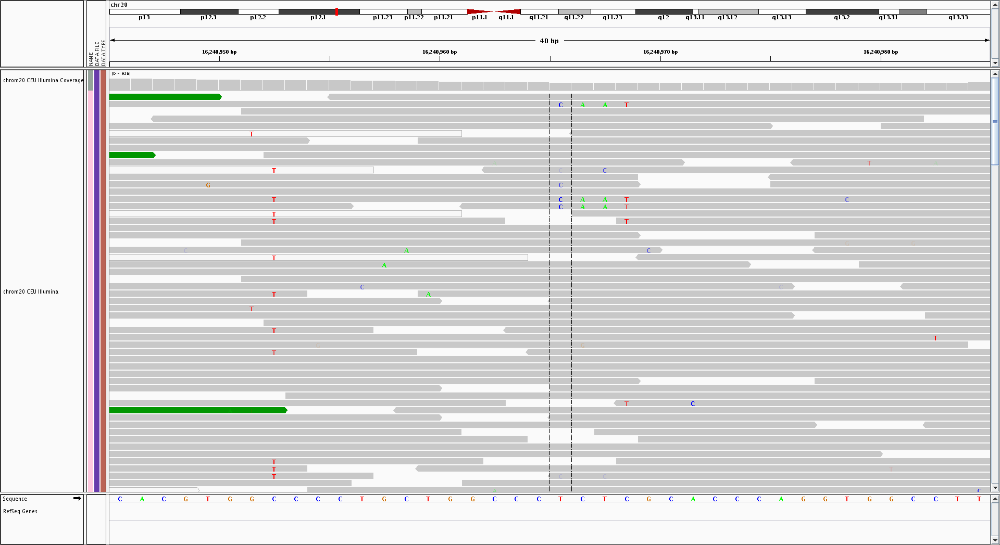 chr20
p13 p12.3 p12.2 p12.1 p11.23 p11.22 p11.21 p11.1 q11.1 q11.21 q11.22 q11.23 q12 q13.11 q13.12 q13.13 q13.2 q13.31 q13.33
40 bp
16,240,950 bp 16,240,960 bp 16,240,970 bp 16,240,980 bp
NAME
DATA FILE
DATA TYPE
[0 - 926]
chrom20 CEU Illumina Coverage
C A A T
T
A T A
T C C
G C
T C A A T C
C A A T
T
T T
G G
C A C
T
A
C C
chrom20 CEU Illumina
T A
T
T
T
G G
T
T C
T
T T
T C C
A C
Sequence C A C G T G G C C C C T G C T G G C C C T C T C G C A C C C A G G T G G C C T T
RefSeq Genes